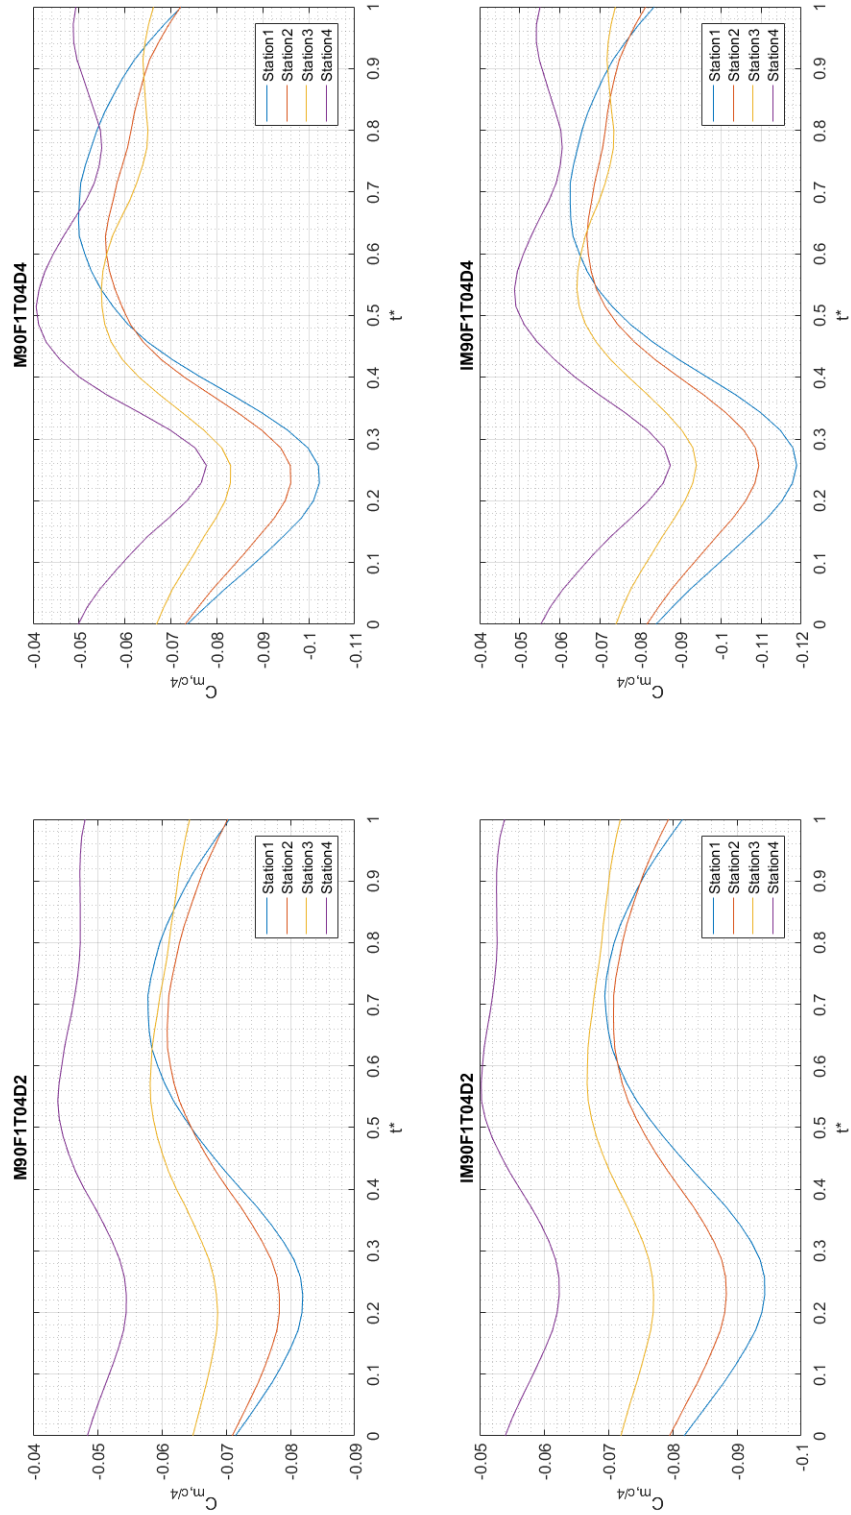 M90F1T04D2
-0.04
-0.05
-0.06
-0.07
-0.08
-0.09
C m,c/4
0 0.1 0.2 0.3 0.4 0.5 0.6 0.7 0.8 0.9 1
t*
Station1
Station2
Station3
Station4
M90F1T04D4
-0.04
-0.05
-0.06
-0.07
-0.08
-0.09
-0.1
-0.11
C m,c/4
0 0.1 0.2 0.3 0.4 0.5 0.6 0.7 0.8 0.9 1
t*
Station1
Station2
Station3
Station4
IM90F1T04D2
-0.05
-0.06
-0.07
-0.08
-0.09
-0.1
C m,c/4
0 0.1 0.2 0.3 0.4 0.5 0.6 0.7 0.8 0.9 1
t*
Station1
Station2
Station3
Station4
IM90F1T04D4
-0.04
-0.05
-0.06
-0.07
-0.08
-0.09
-0.1
-0.11
-0.12
C m,c/4
0 0.1 0.2 0.3 0.4 0.5 0.6 0.7 0.8 0.9 1
t*
Station1
Station2
Station3
Station4